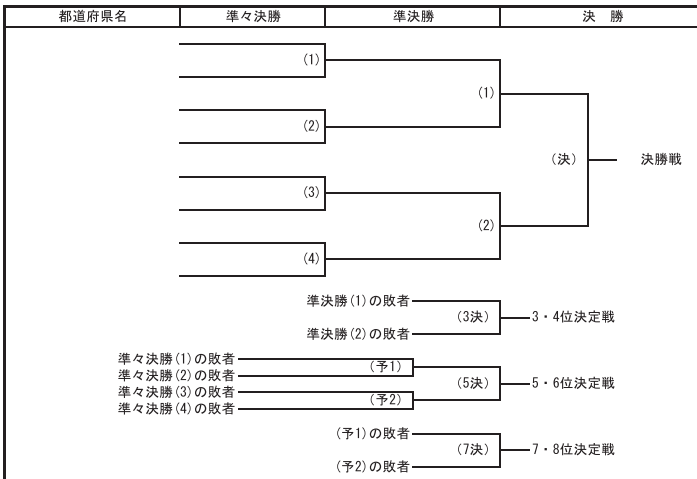 都道府県名 準々決勝 準決勝 決　勝
(1)
(1)
(2)
(決) 決勝戦
(3)
(2)
(4)
準決勝(1)の敗者
(3決) 3・4位決定戦
準決勝(2)の敗者
準々決勝(1)の敗者
(予1)
準々決勝(2)の敗者
(5決) 5・6位決定戦
準々決勝(3)の敗者
(予2)
準々決勝(4)の敗者
(予1)の敗者
(7決) 7・8位決定戦
(予2)の敗者